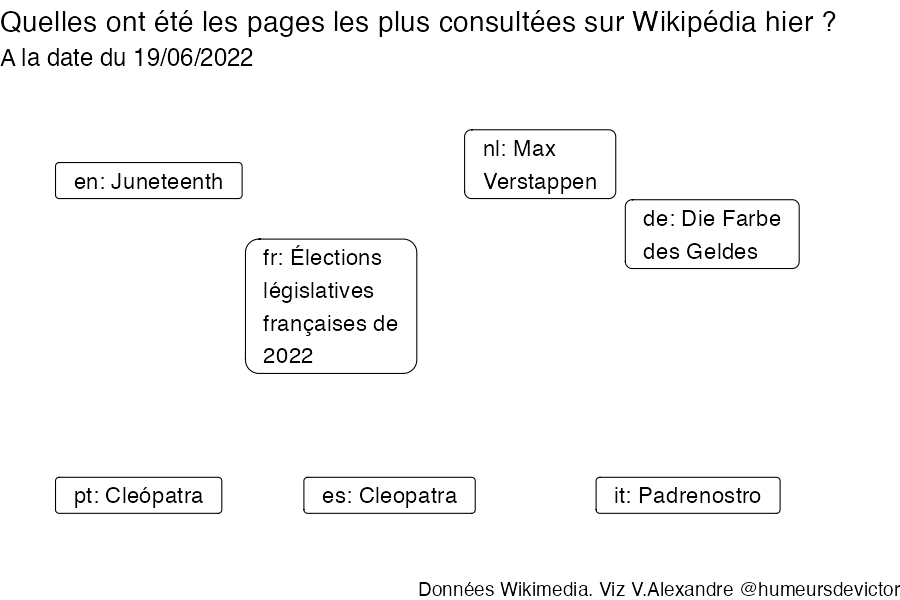 Quelles ont été les pages les plus consultées sur Wikipédia hier ?
A la date du 19/06/2022
en: Juneteenth
nl: Max
Verstappen
de: Die Farbe
des Geldes
fr: Élections
législatives
françaises de
2022
pt: Cleópatra
es: Cleopatra
it: Padrenostro
Données Wikimedia. Viz V.Alexandre @humeursdevictor